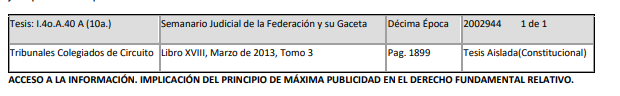 Tesis: I.4o.A.40 A (10a.) Semanario Judicial de la Federación y su Gaceta Décima Época 2002944 1 de 1
Tribunales Colegiados de Circuito Libro XVIII, Marzo de 2013, Tomo 3 Pag. 1899 Tesis Aislada(Constitucional)
ACCESO A LA INFORMACIÓN. IMPLICACIÓN DEL PRINCIPIO DE MÁXIMA PUBLICIDAD EN EL DERECHO FUNDAMENTAL RELATIVO.